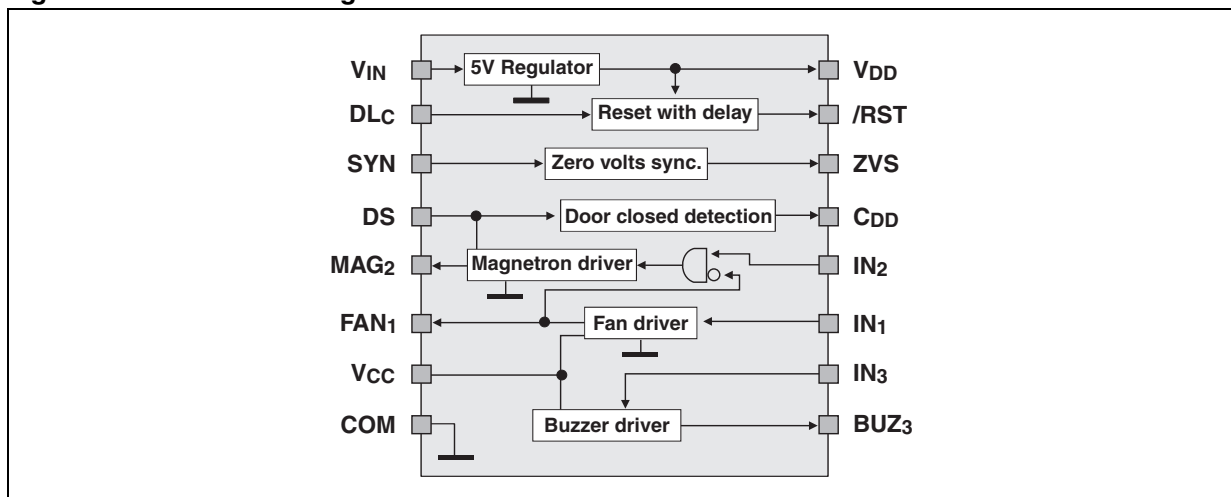 VIN 5V Regulator VDD
DLC Reset with delay /RST
SYN Zero volts sync. ZVS
DS Door closed detection CDD
MAG2 Magnetron driver IN2
FAN1 Fan driver IN1
VCC IN3
COM Buzzer driver BUZ3